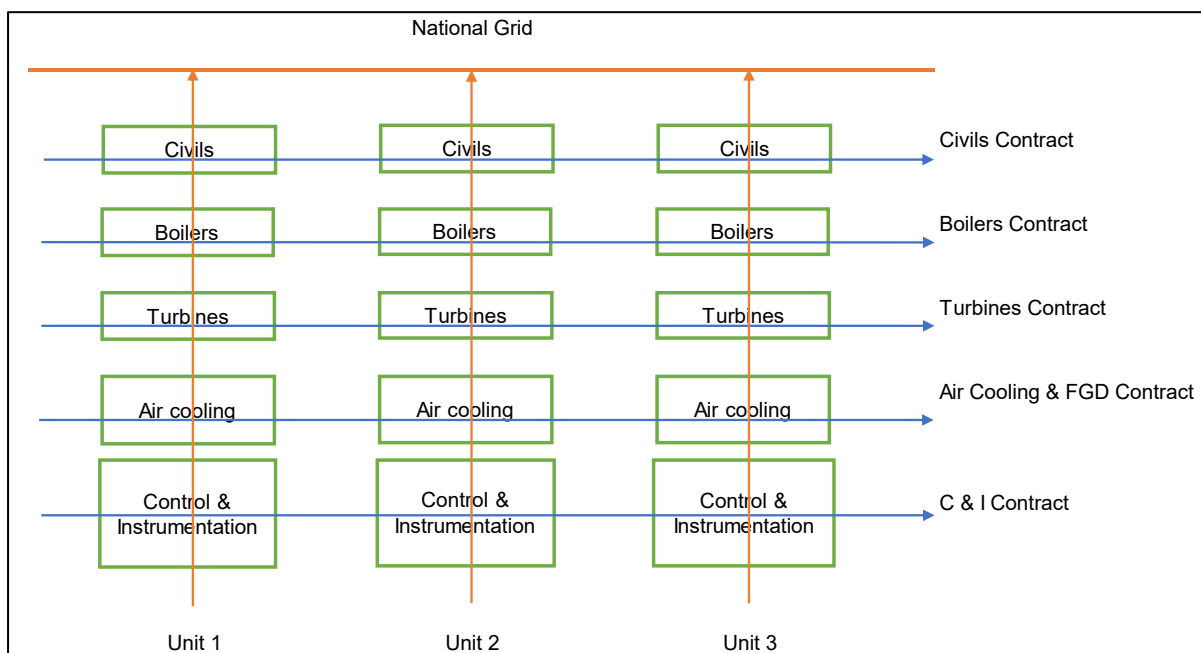 National Grid
Civils
Civils
Civils
Civils Contract
Boilers
Boilers
Boilers
Boilers Contract
Turbines
Turbines
Turbines
Turbines Contract
Air cooling
Air cooling
Air cooling
Air Cooling & FGD Contract
Control &
Instrumentation
Control &
Instrumentation
Control &
Instrumentation
C & I Contract
Unit 1
Unit 2
Unit 3